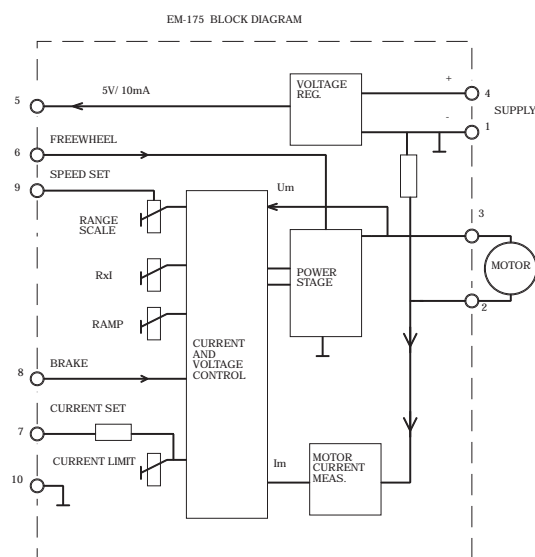 EM-175 BLOCK DIAGRAM
5
5V/ 10mA
VOLTAGE
REG.
+
4
SUPPLY
-
1
6
FREEWHEEL
9
SPEED SET
Um
3
RANGE
SCALE
RxI
POWER
STAGE
MOTOR
2
RAMP
CURRENT
AND
VOLTAGE
CONTROL
8
BRAKE
7
CURRENT SET
CURRENT LIMIT
Im
MOTOR
CURRENT
MEAS.
10